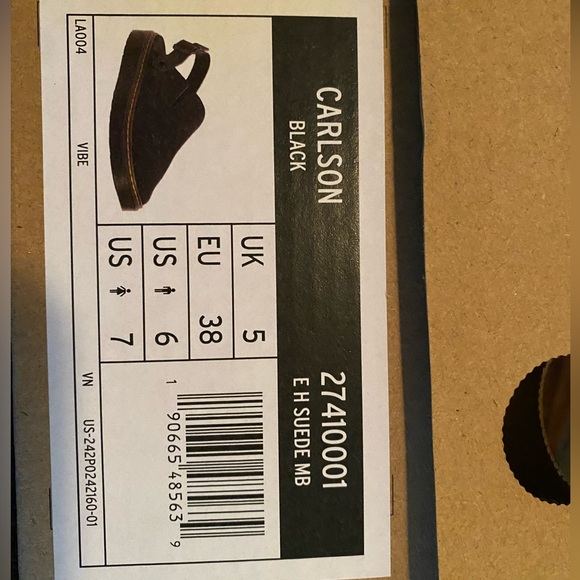 CARLSON
BLACK
27410001
E H SUEDE MB
UK 5
EU 38
US 6
US 7
1 90665 48563 9
LA004 VIBE VN US-242P0242160-01